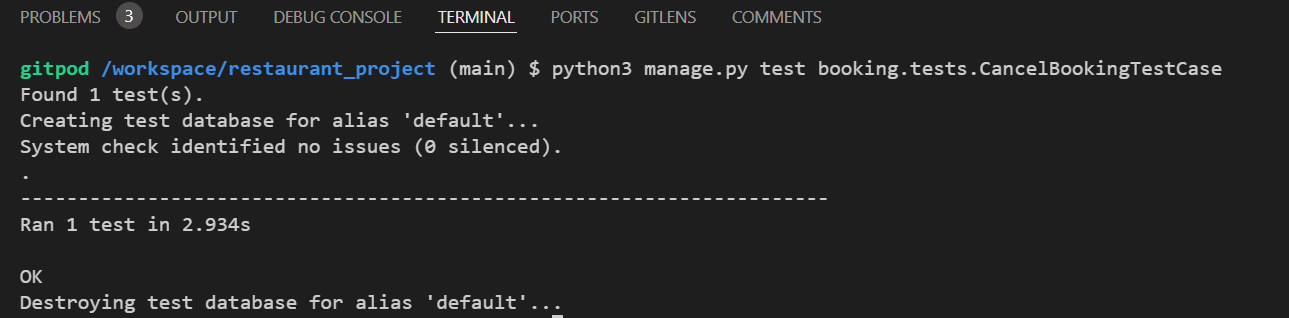 PROBLEMS 3 OUTPUT DEBUG CONSOLE TERMINAL PORTS GITLENS COMMENTS
gitpod /workspace/restaurant_project (main) $ python3 manage.py test booking.tests.CancelBookingTestCase
Found 1 test(s).
Creating test database for alias 'default'...
System check identified no issues (0 silenced).
.
----------------------------------------------------------------------
Ran 1 test in 2.934s
OK
Destroying test database for alias 'default'...